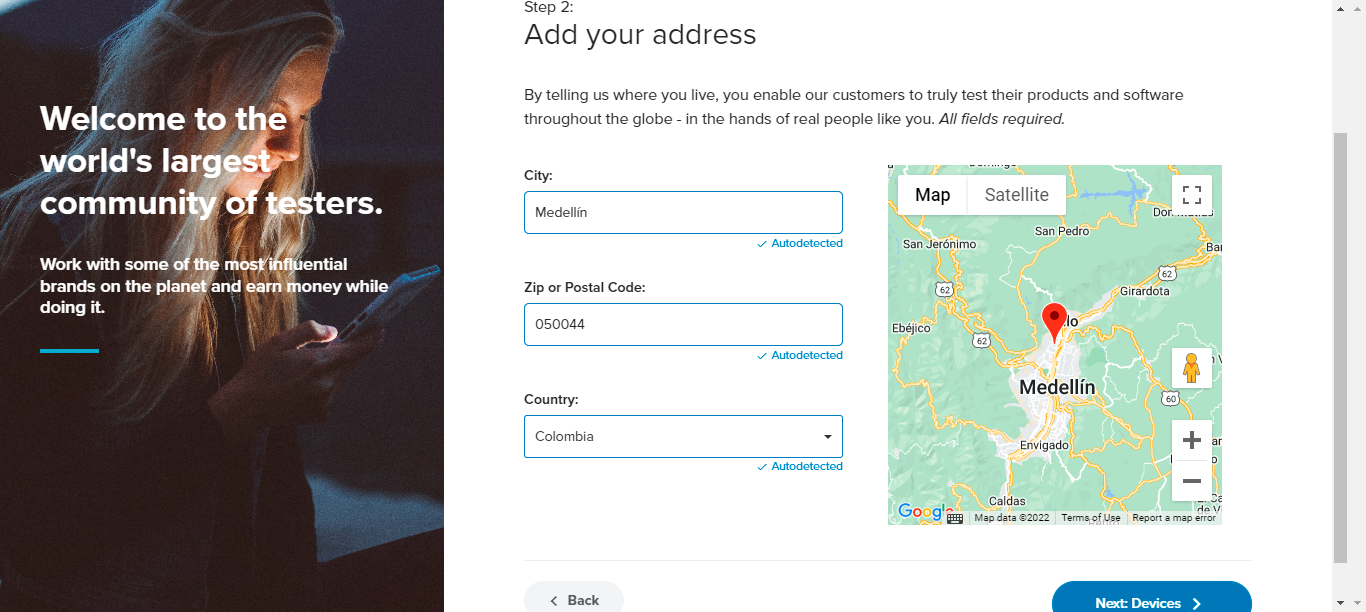 Welcome to the
world's largest
community of testers.
Work with some of the most influential
brands on the planet and earn money while
doing it.
Step 2:
Add your address
By telling us where you live, you enable our customers to truly test their products and software
throughout the globe - in the hands of real people like you. All fields required.
City:
Medellín
✓ Autodetected
Zip or Postal Code:
050044
✓ Autodetected
Country:
Colombia
✓ Autodetected
Map
Satellite
San Pedro
San Jerónimo
62
62
Girardota
Ebéjico
62
Medellín
60
Envigado
Caldas
Google
Map data ©2022
Terms of Use
Report a map error
Back
Next: Devices